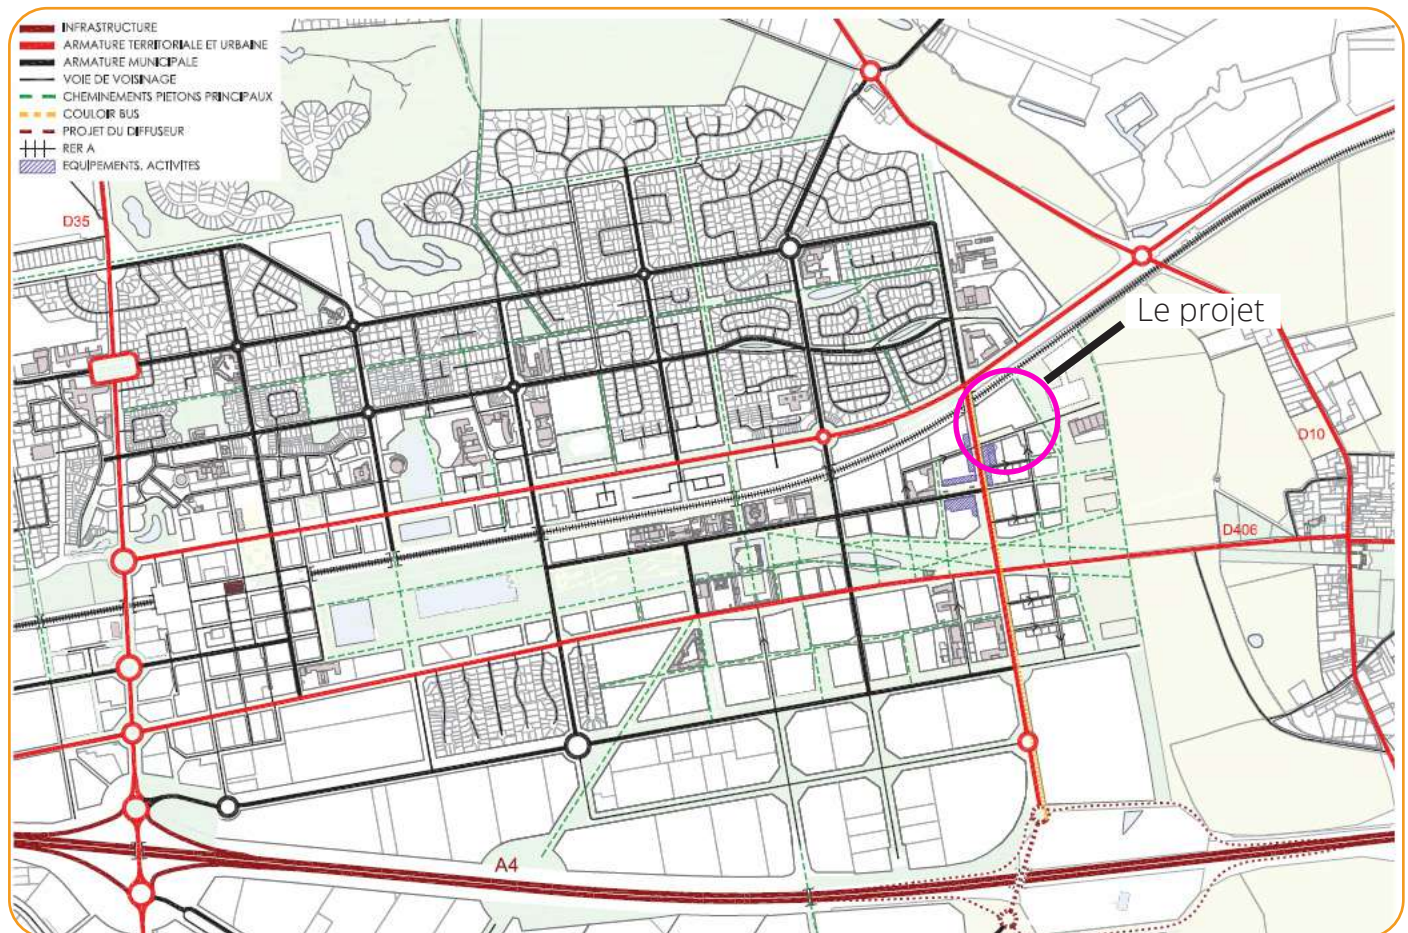 INFRASTRUCTURE
ARMATURE TERRITORIALE ET URBAINE
ARMATURE MUNICIPALE
VOIE DE VOISINAGE
CHEMINEMENTS PIETONS PRINCIPAUX
COULOIR BUS
PROJET DU DIFFUSEUR
RER A
EQUIPEMENTS, ACTIVITES
D35
Le projet
D10
D406
A4